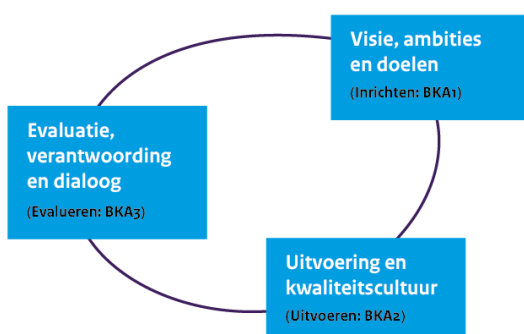 Visie, ambities
en doelen
(Inrichten: BKA1)
Evaluatie,
verantwoording
en dialoog
(Evalueren: BKA3)
Uitvoering en
kwaliteitscultuur
(Uitvoeren: BKA2)